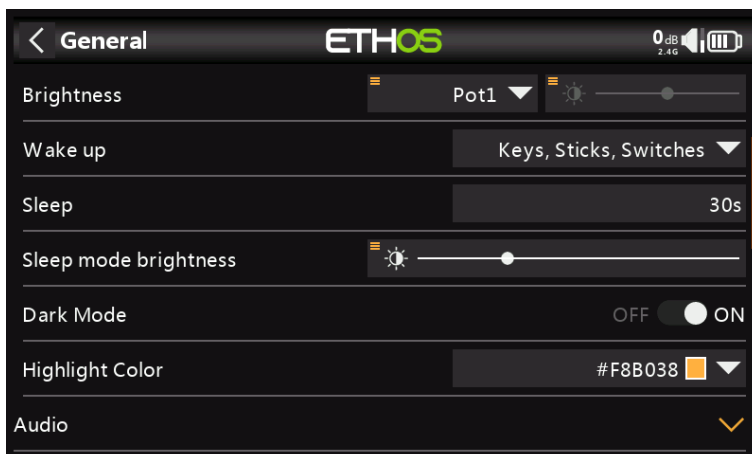 General ETHOS 0dB 2.4G
Brightness Pot1
Wake up Keys, Sticks, Switches
Sleep 30s
Sleep mode brightness
Dark Mode OFF ON
Highlight Color #F8B038
Audio